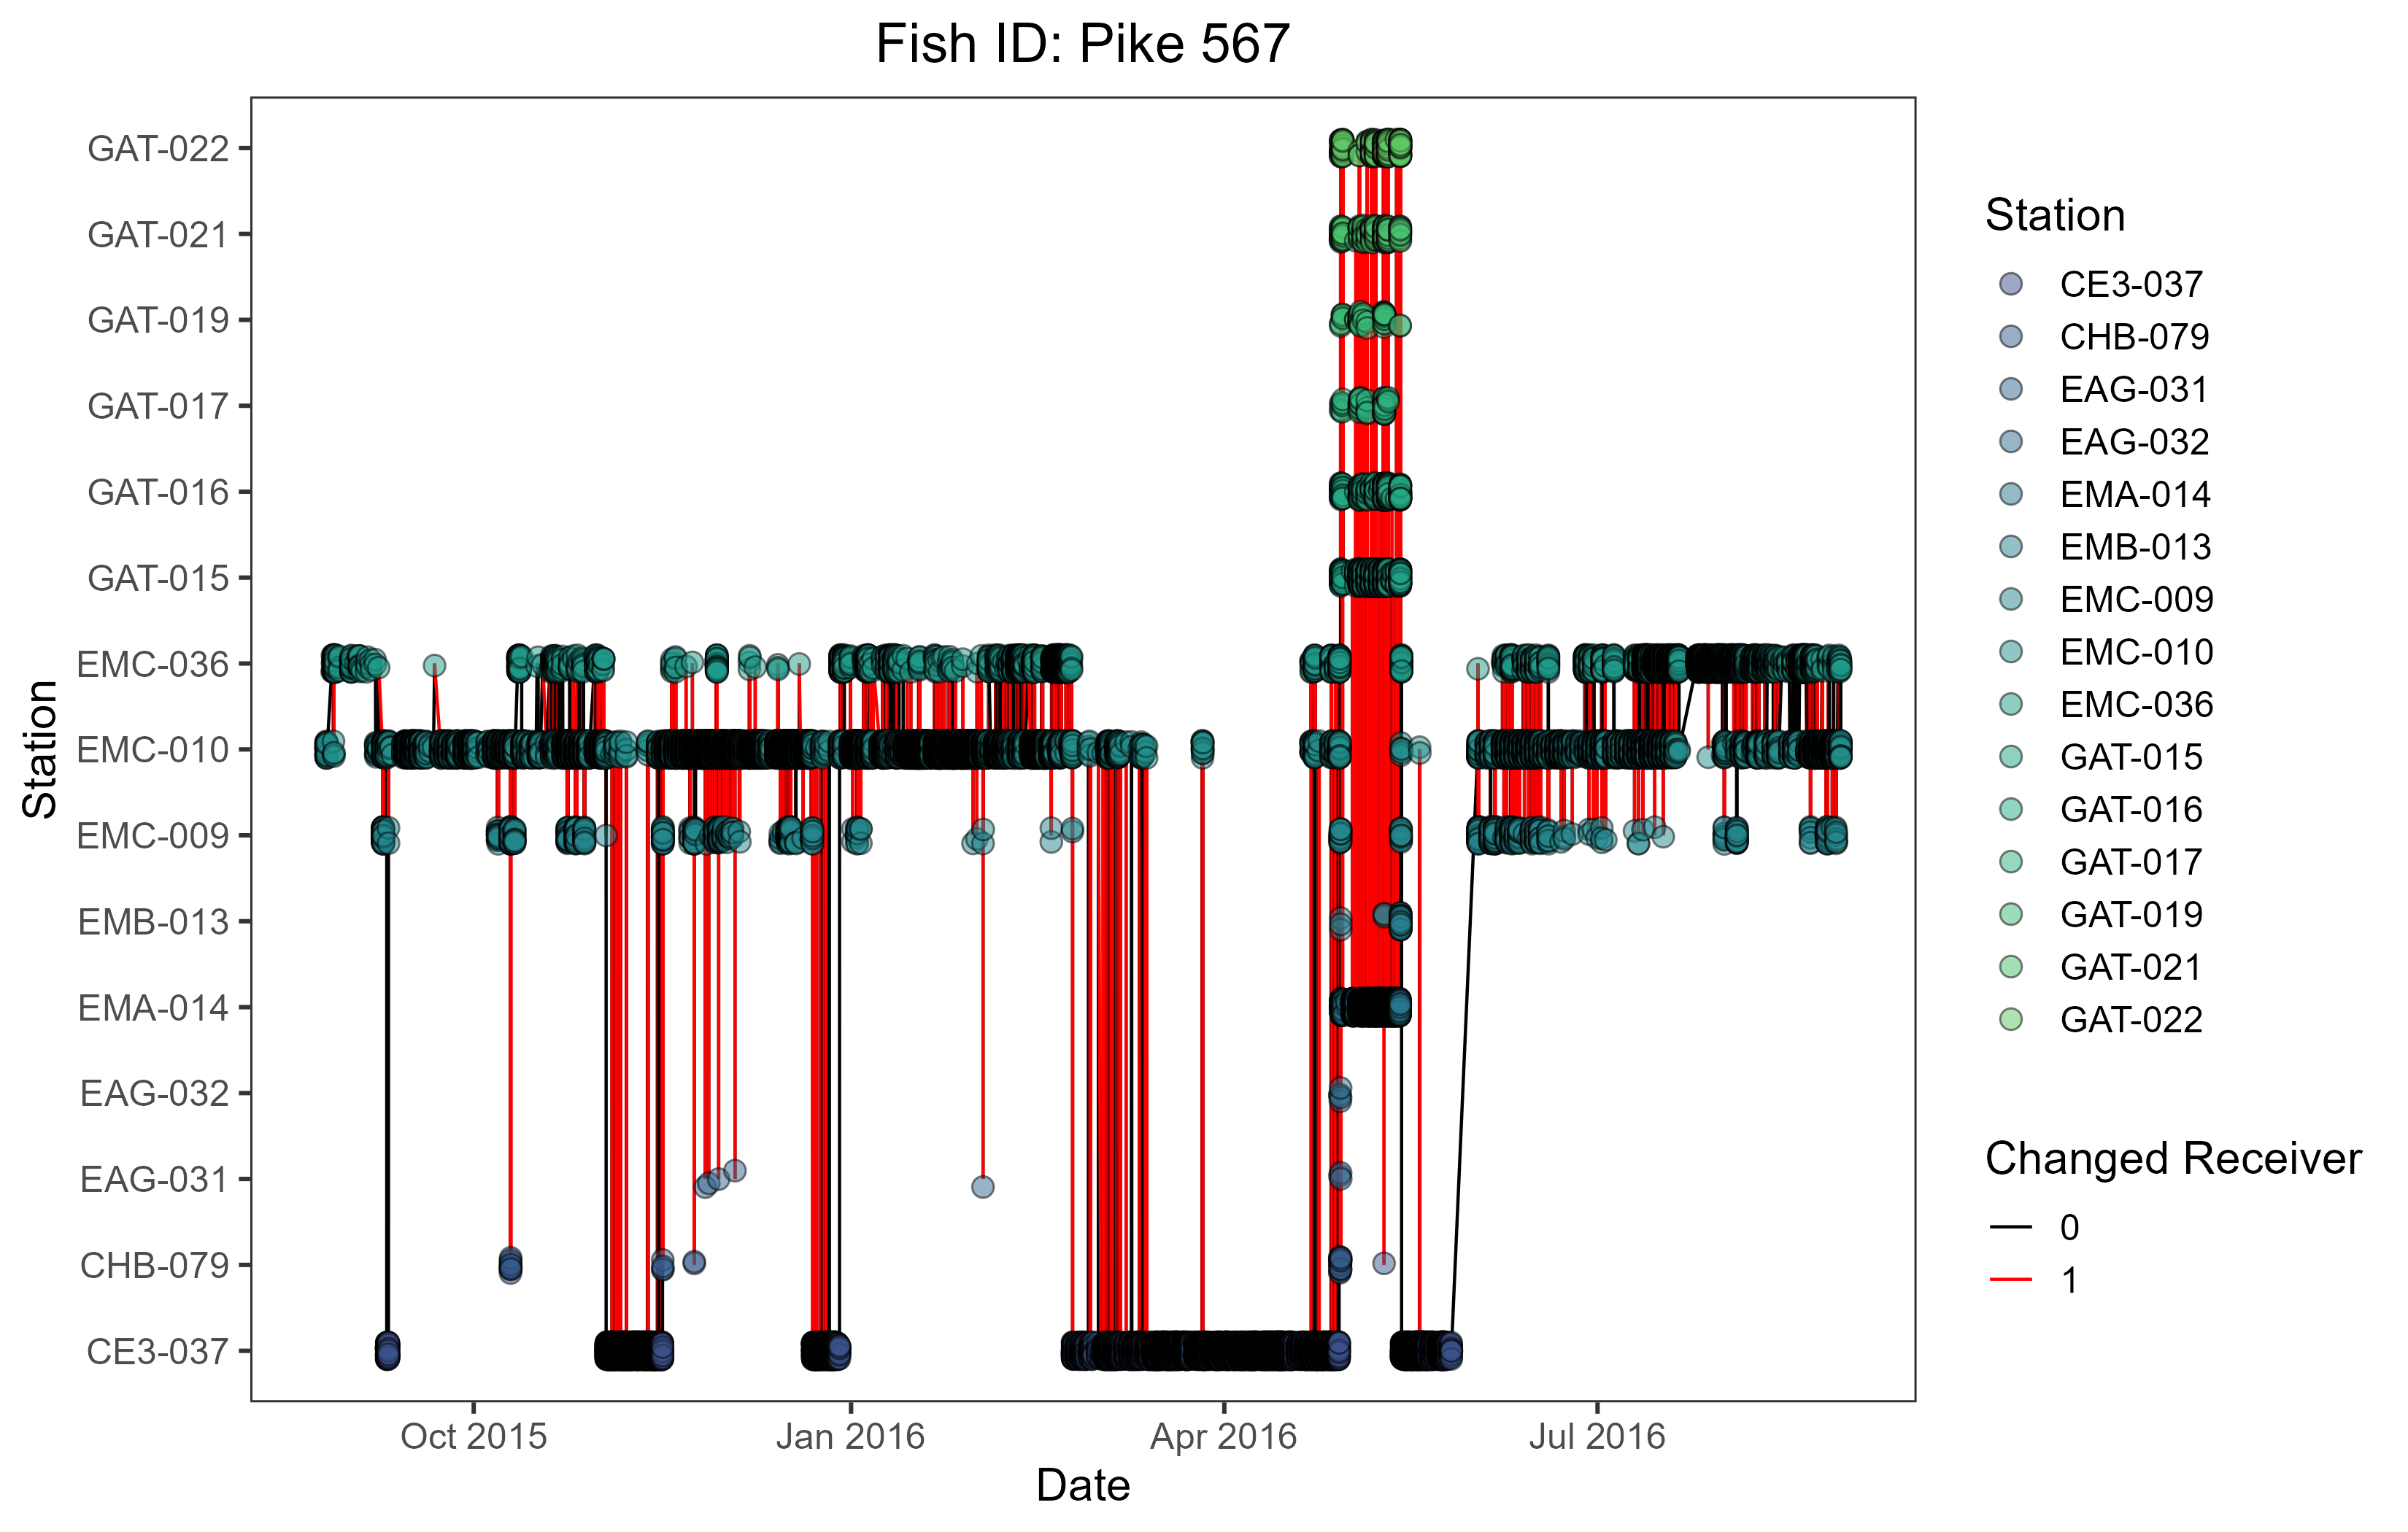 Fish ID: Pike 567
Station
GAT-022
GAT-021
GAT-019
GAT-017
GAT-016
GAT-015
EMC-036
EMC-010
EMC-009
EMB-013
EMA-014
EAG-032
EAG-031
CHB-079
CE3-037
Oct 2015
Jan 2016
Apr 2016
Jul 2016
Date
Station
CE3-037
CHB-079
EAG-031
EAG-032
EMA-014
EMB-013
EMC-009
EMC-010
EMC-036
GAT-015
GAT-016
GAT-017
GAT-019
GAT-021
GAT-022
Changed Receiver
0
1